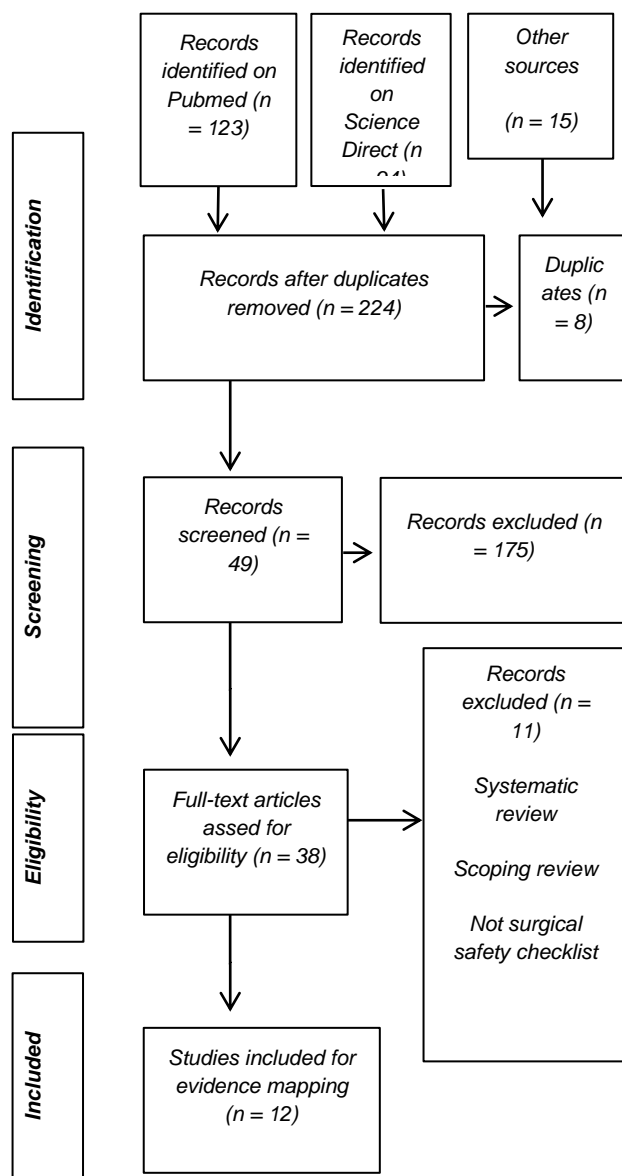 Records
identified on
Pubmed (n
= 123)
Records
identified
on
Science
Direct (n
Other
sources
(n = 15)
Identification
Records after duplicates
removed (n = 224)
Duplic
ates (n
= 8)
Screening
Records
screened (n =
49)
Records excluded (n
= 175)
Records
excluded (n =
11)
Systematic
review
Scoping review
Not surgical
safety checklist
Eligibility
Full-text articles
assed for
eligibility (n = 38)
Included
Studies included for
evidence mapping
(n = 12)